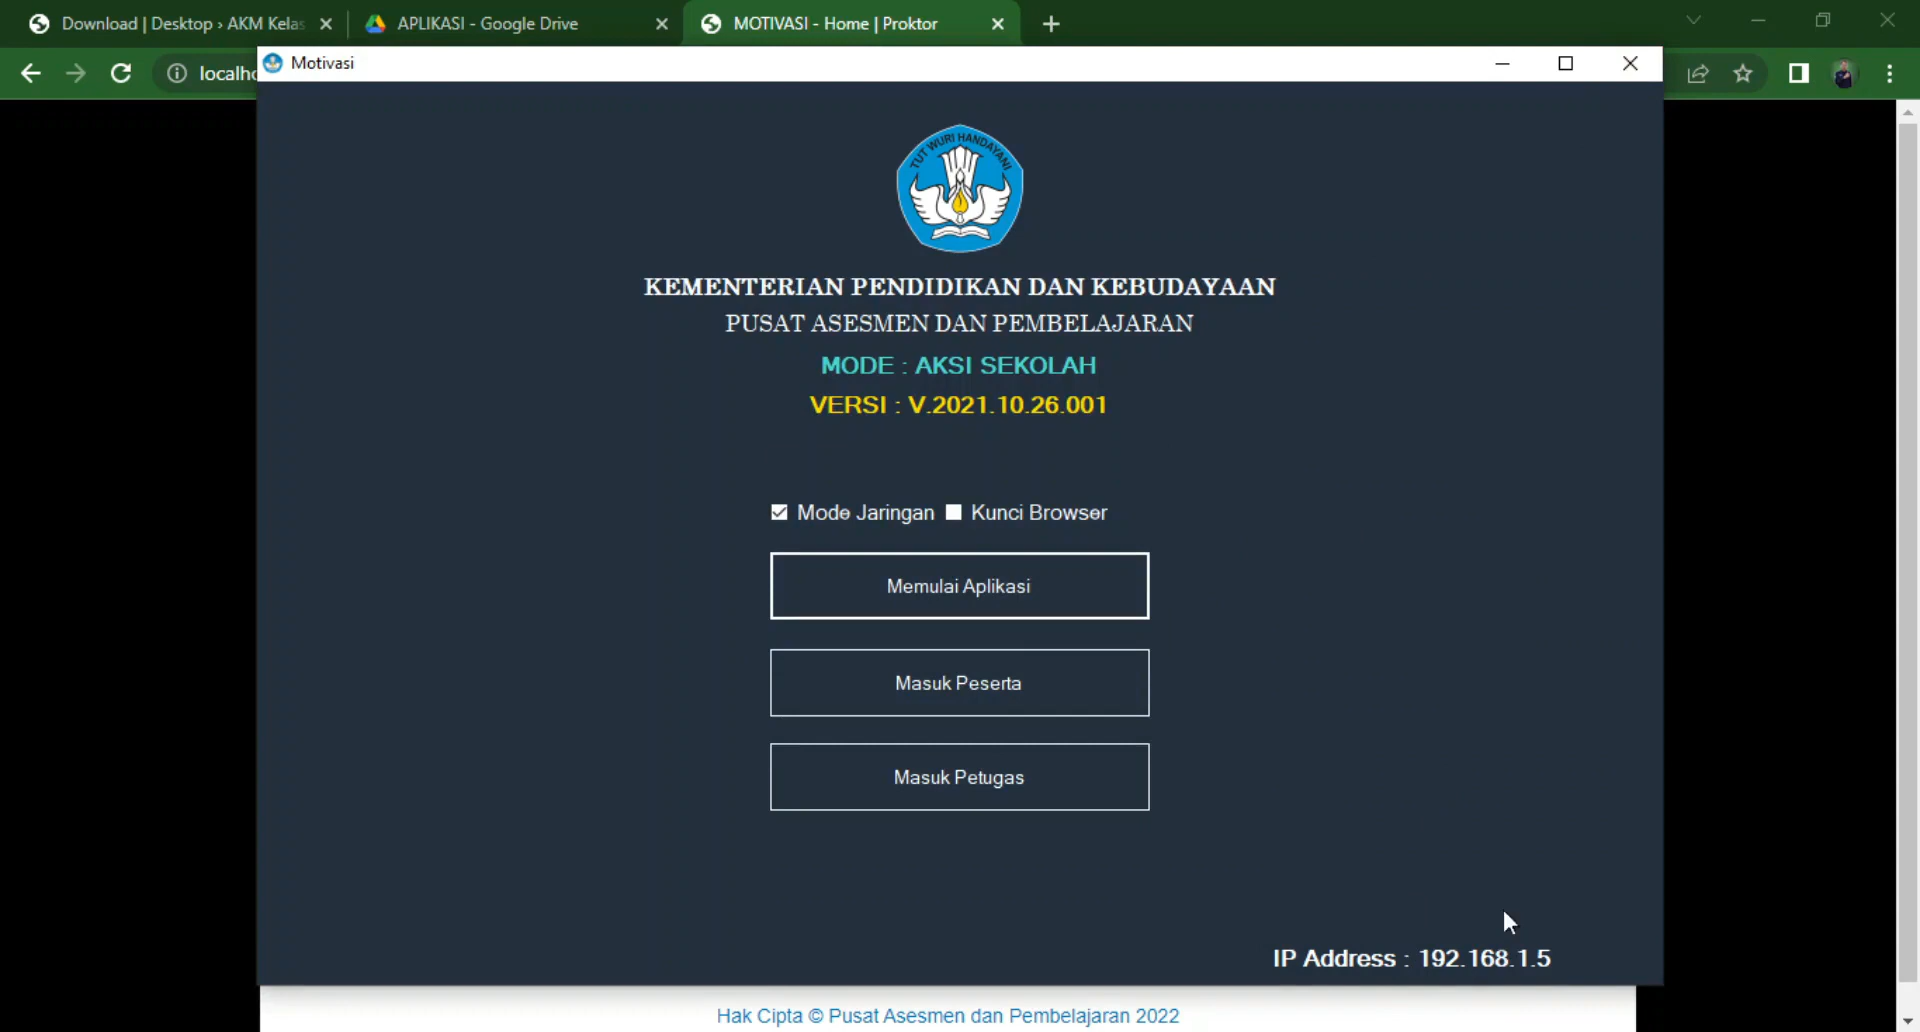 Download | Desktop › AKM Kelas
APLIKASI - Google Drive
MOTIVASI - Home | Proktor
localho
Motivasi
TUT WURI HANDAYANI
KEMENTERIAN PENDIDIKAN DAN KEBUDAYAAN
PUSAT ASESMEN DAN PEMBELAJARAN
MODE : AKSI SEKOLAH
VERSI : V.2021.10.26.001
Mode Jaringan Kunci Browser
Memulai Aplikasi
Masuk Peserta
Masuk Petugas
IP Address : 192.168.1.5
Hak Cipta © Pusat Asesmen dan Pembelajaran 2022